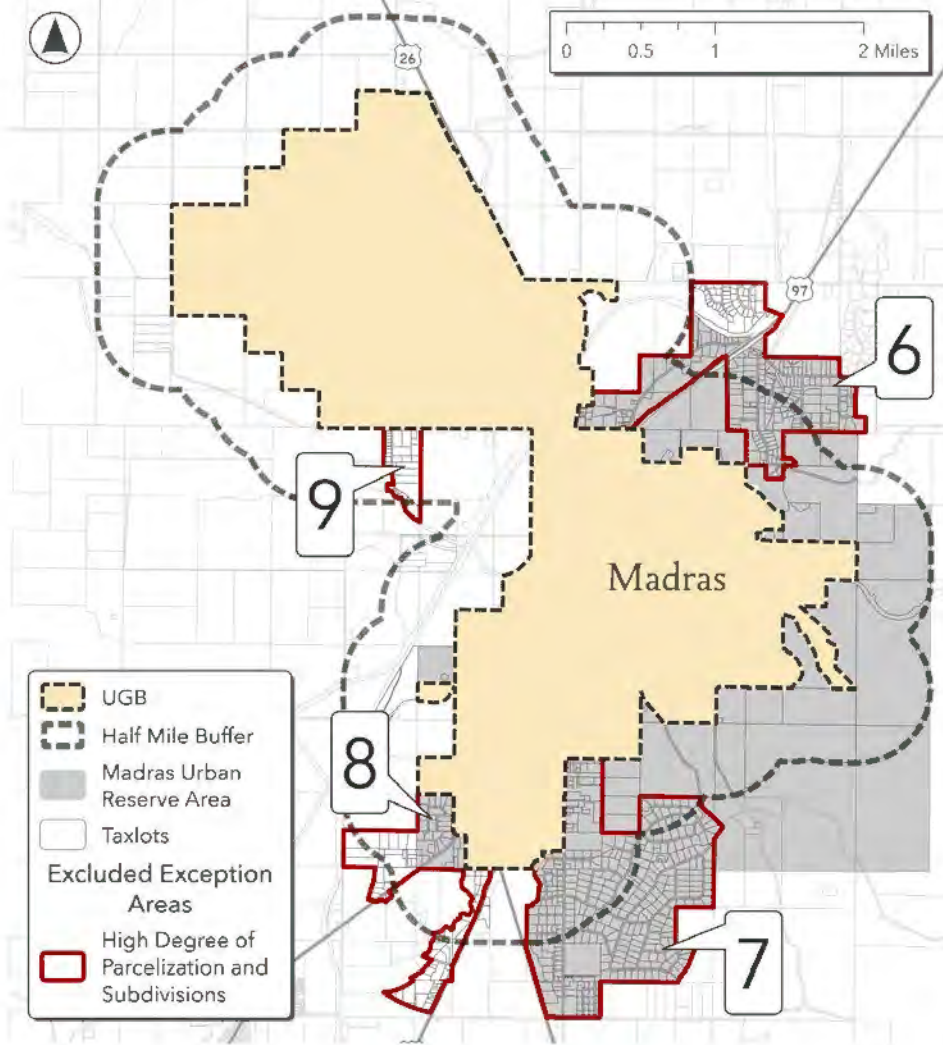 26
0 0.5 1 2 Miles
97
6
9
Madras
8
7
UGB
Half Mile Buffer
Madras Urban
Reserve Area
Taxlots
Excluded Exception
Areas
High Degree of
Parcelization and
Subdivisions